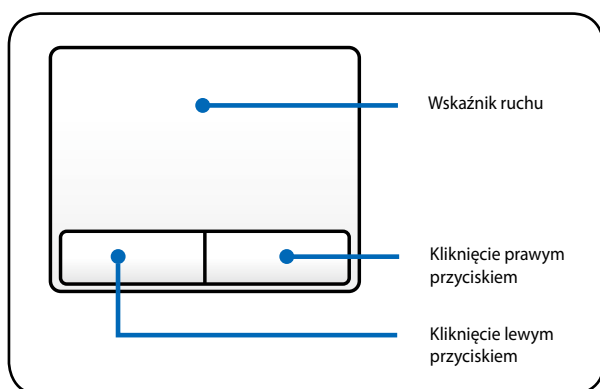 Wskaźnik ruchu
Kliknięcie prawym
przyciskiem
Kliknięcie lewym
przyciskiem